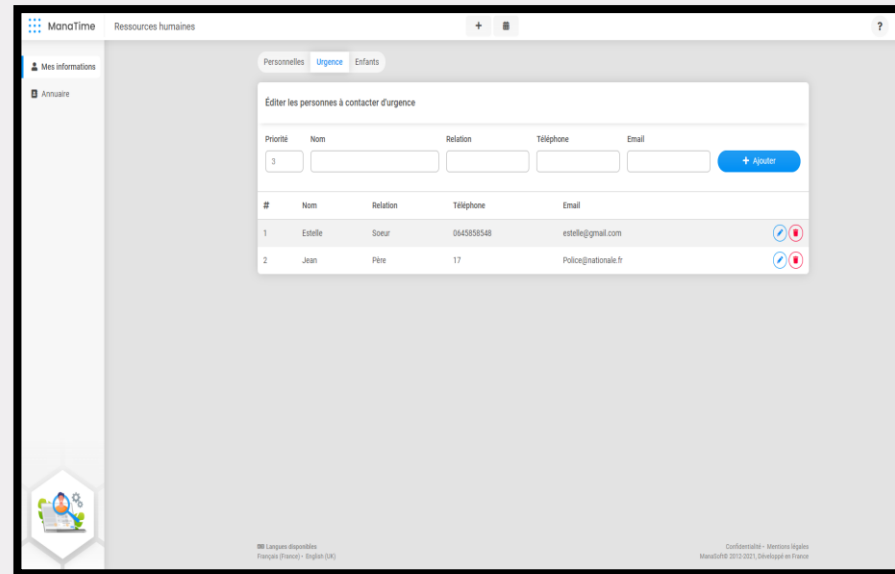 ManaTime Ressources humaines + ?
Mes informations
Annuaire
Personnelles Urgence Enfants
Éditer les personnes à contacter d'urgence
Priorité Nom Relation Téléphone Email
3 + Ajouter
# Nom Relation Téléphone Email
1 Estelle Soeur 0645858548 estelle@gmail.com
2 Jean Père 17 Police@nationale.fr
Langues disponibles Confidentialité - Mentions légales
Français (France) - English (UK) ManaSoft© 2012-2021, Développé en France